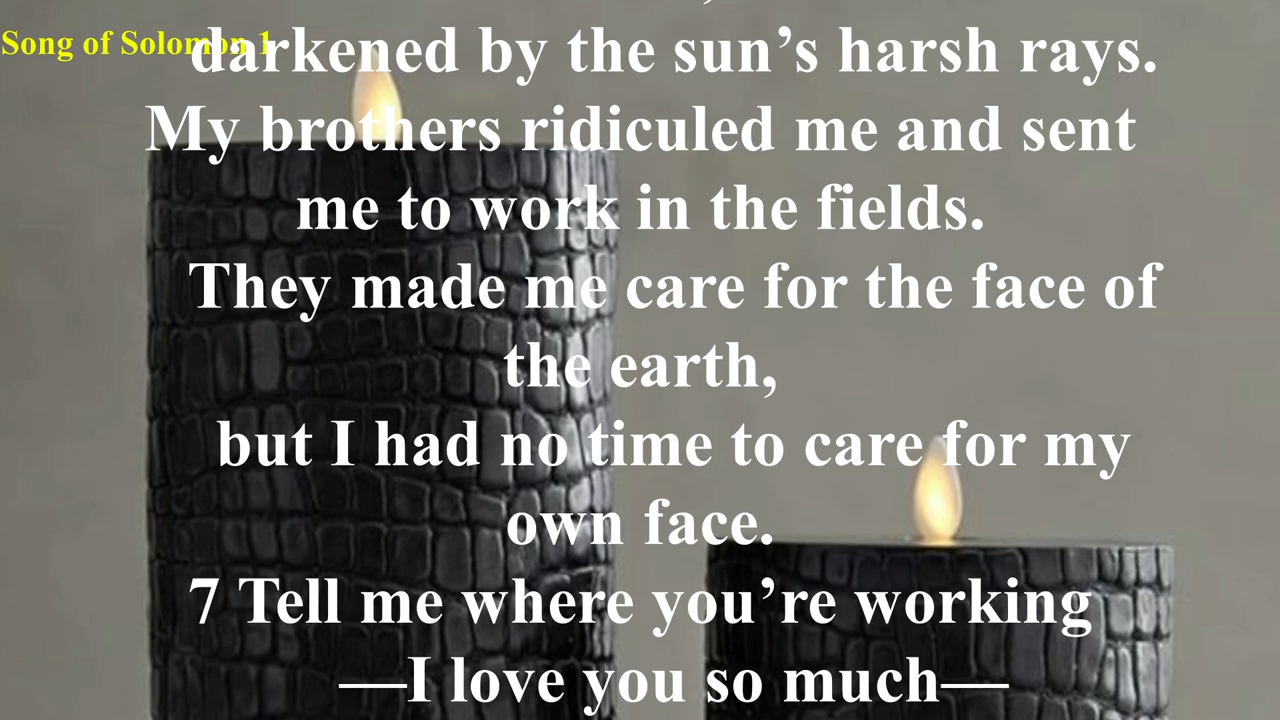 Song of Solomon 1
darkened by the sun’s harsh rays.
My brothers ridiculed me and sent
me to work in the fields.
They made me care for the face of
the earth,
but I had no time to care for my
own face.
7 Tell me where you’re working
—I love you so much—